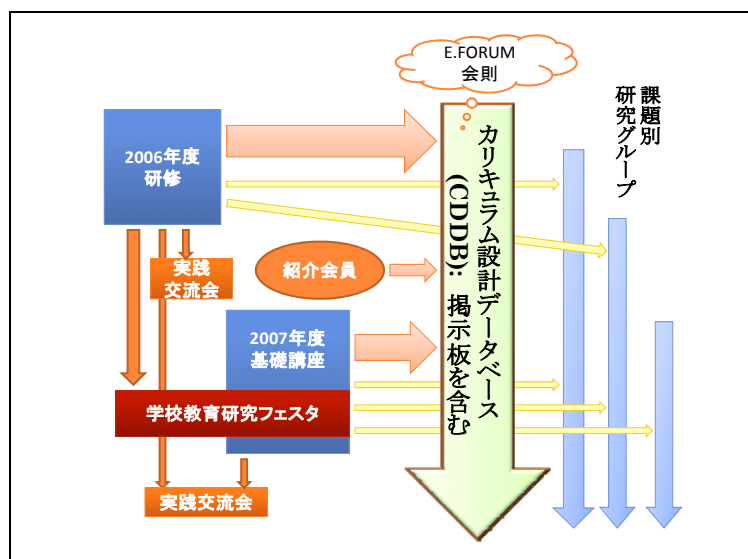 E.FORUM
会則
課題別
研究グループ
2006年度
研修
カリキュラム設計データベース
(CDDB): 掲示板を含む
実践
交流会
紹介会員
2007年度
基礎講座
学校教育研究フェスタ
実践交流会